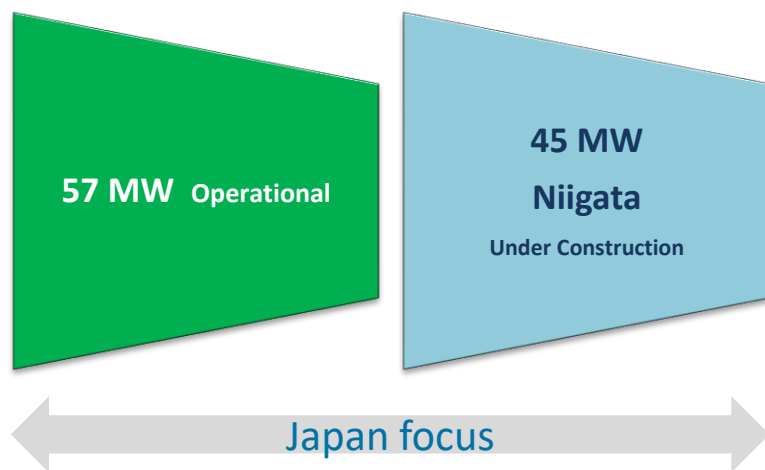 57 MW Operational
45 MW
Niigata
Under Construction
Japan focus